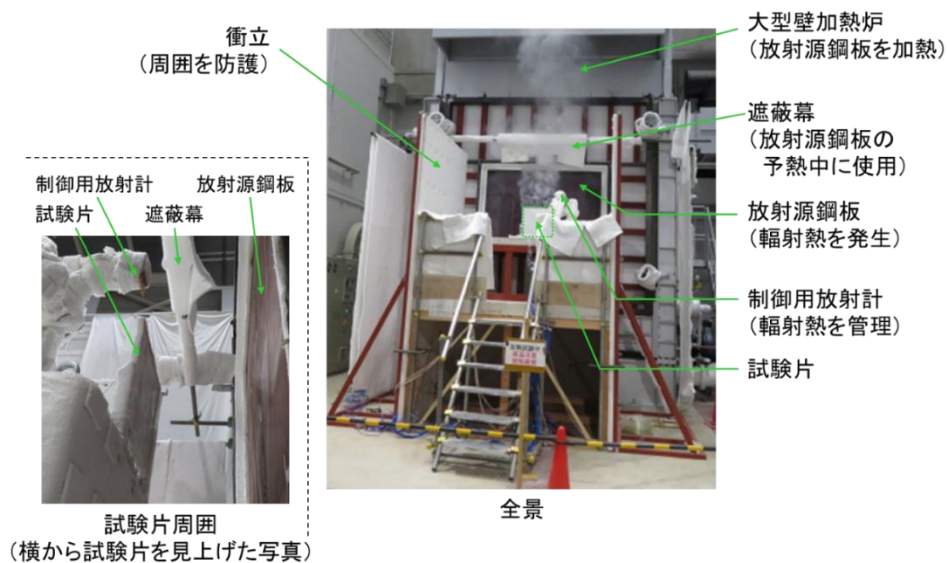 大型壁加熱炉
(放射源鋼板を加熱)
衝立
(周囲を防護)
遮蔽幕
(放射源鋼板の
予熱中に使用)
制御用放射計
放射源鋼板
試験片
遮蔽幕
放射源鋼板
(輻射熱を発生)
制御用放射計
(輻射熱を管理)
試験片
全景
試験片周囲
(横から試験片を見上げた写真)